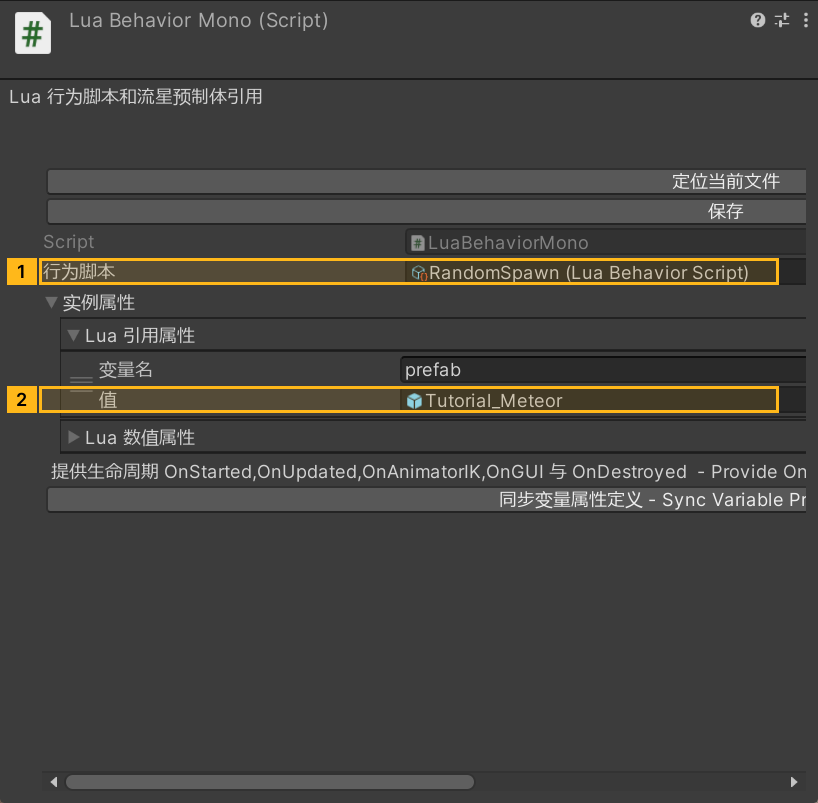 Lua Behavior Mono (Script)
Lua 行为脚本和流星预制体引用
定位当前文件
保存
Script LuaBehaviorMono
1 行为脚本 RandomSpawn (Lua Behavior Script)
实例属性
Lua 引用属性
变量名 prefab
2 值 Tutorial_Meteor
Lua 数值属性
提供生命周期 OnStarted,OnUpdated,OnAnimatorIK,OnGUI 与 OnDestroyed - Provide On
同步变量属性定义 - Sync Variable Pr